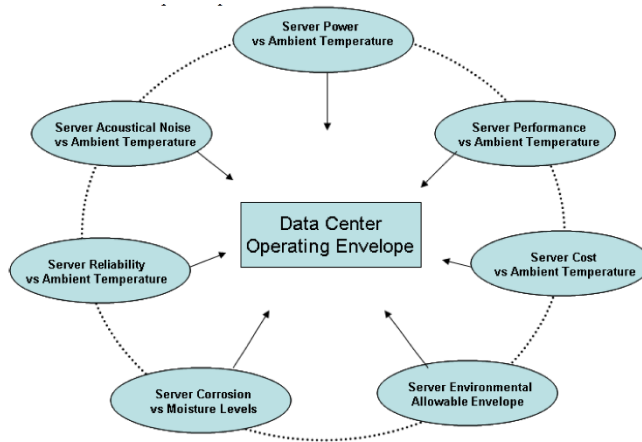 Server Power
vs Ambient Temperature
Server Acoustical Noise
vs Ambient Temperature
Server Performance
vs Ambient Temperature
Data Center
Operating Envelope
Server Reliability
vs Ambient Temperature
Server Cost
vs Ambient Temperature
Server Corrosion
vs Moisture Levels
Server Environmental
Allowable Envelope